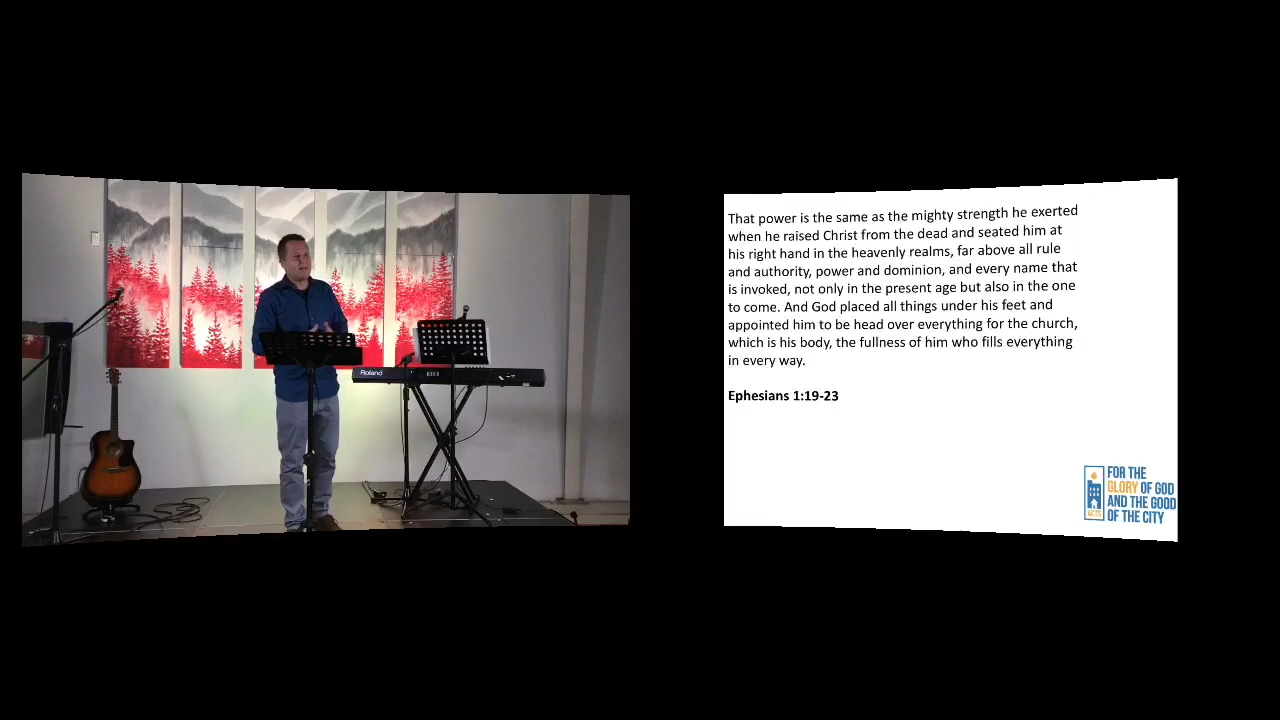 Roland
That power is the same as the mighty strength he exerted
when he raised Christ from the dead and seated him at
his right hand in the heavenly realms, far above all rule
and authority, power and dominion, and every name that
is invoked, not only in the present age but also in the one
to come. And God placed all things under his feet and
appointed him to be head over everything for the church,
which is his body, the fullness of him who fills everything
in every way.
Ephesians 1:19-23
ACTS
FOR THE
GLORY OF GOD
AND THE GOOD
OF THE CITY